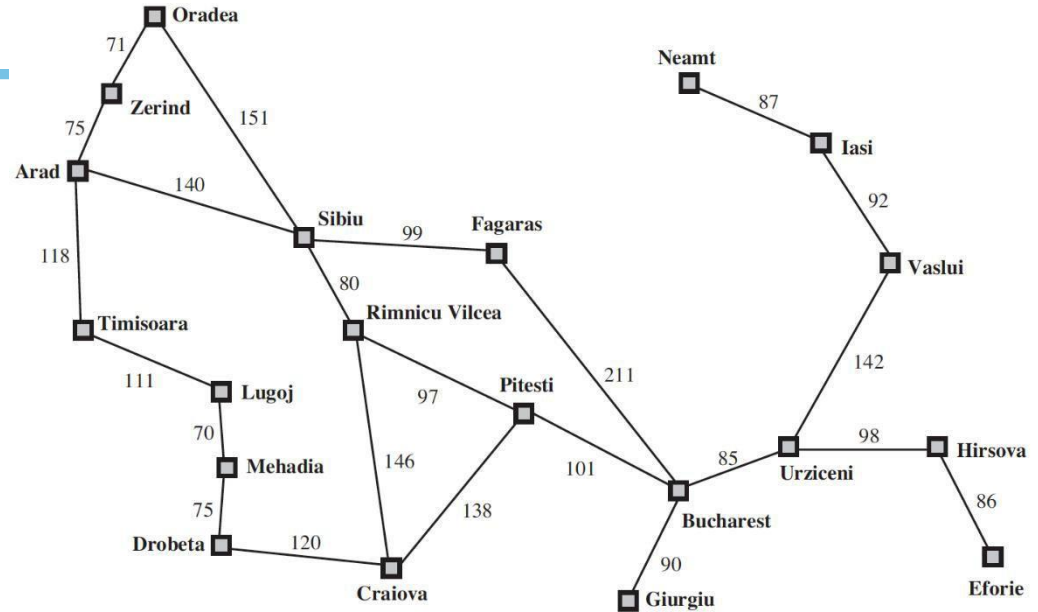 Oradea
71
Neamt
Zerind
87
75
151
Iasi
Arad
140
92
Sibiu
Fagaras
99
118
Vaslui
80
Rimnicu Vilcea
Timisoara
142
111
211
Lugoj
Pitesti
97
70
98
Hirsova
146
85
Mehadia
101
Urziceni
75
86
138
Bucharest
Drobeta
120
90
Craiova
Eforie
Giurgiu